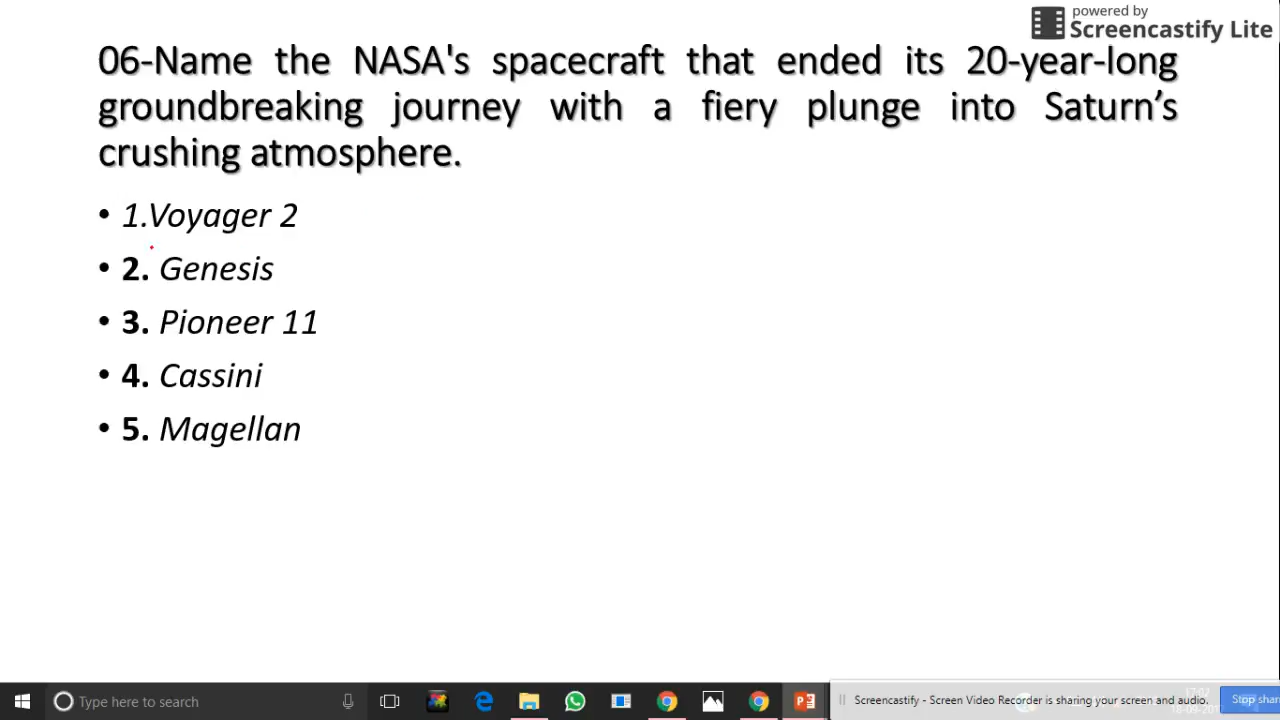 powered by
Screencastify Lite
06-Name the NASA's spacecraft that ended its 20-year-long
groundbreaking journey with a fiery plunge into Saturn’s
crushing atmosphere.
• 1.Voyager 2
• 2. Genesis
• 3. Pioneer 11
• 4. Cassini
• 5. Magellan
Type here to search
Screencastify - Screen Video Recorder is sharing your screen and audio.
Stop shar